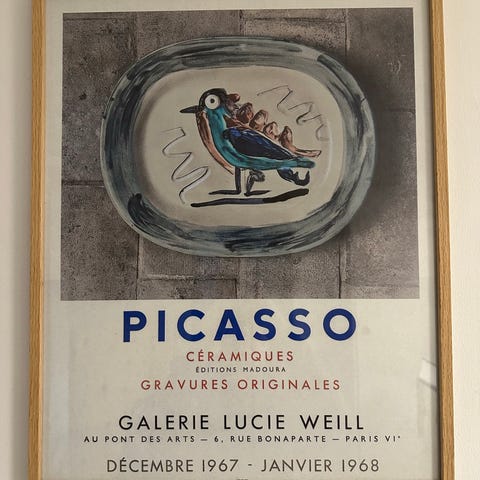 PICASSO
CÉRAMIQUES
ÉDITIONS MADOURA
GRAVURES ORIGINALES
GALERIE LUCIE WEILL
AU PONT DES ARTS — 6, RUE BONAPARTE — PARIS VIᵉ
DÉCEMBRE 1967 - JANVIER 1968